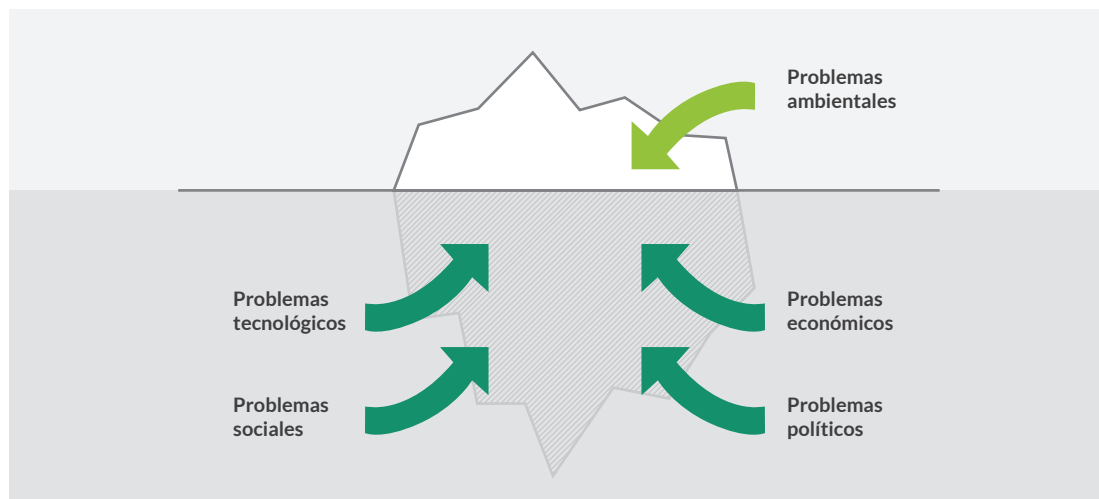 Problemas
ambientales
Problemas
tecnológicos
Problemas
económicos
Problemas
sociales
Problemas
políticos